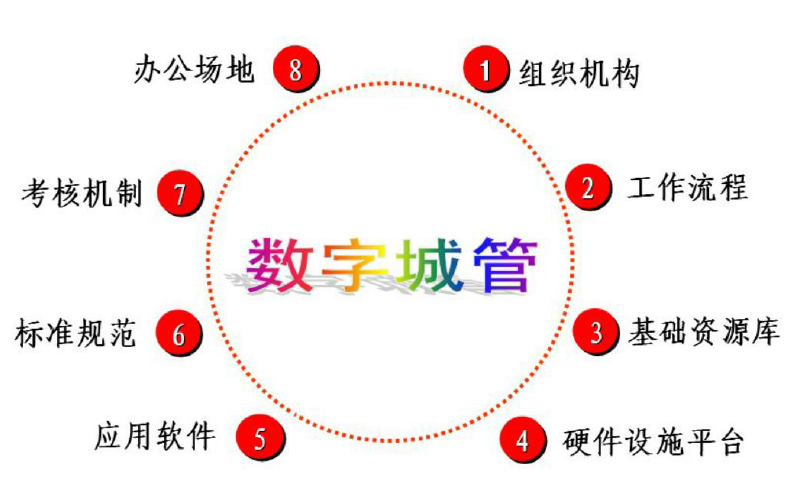 办公场地 8
1 组织机构
考核机制 7
2 工作流程
数字城管
标准规范 6
3 基础资源库
应用软件 5
4 硬件设施平台